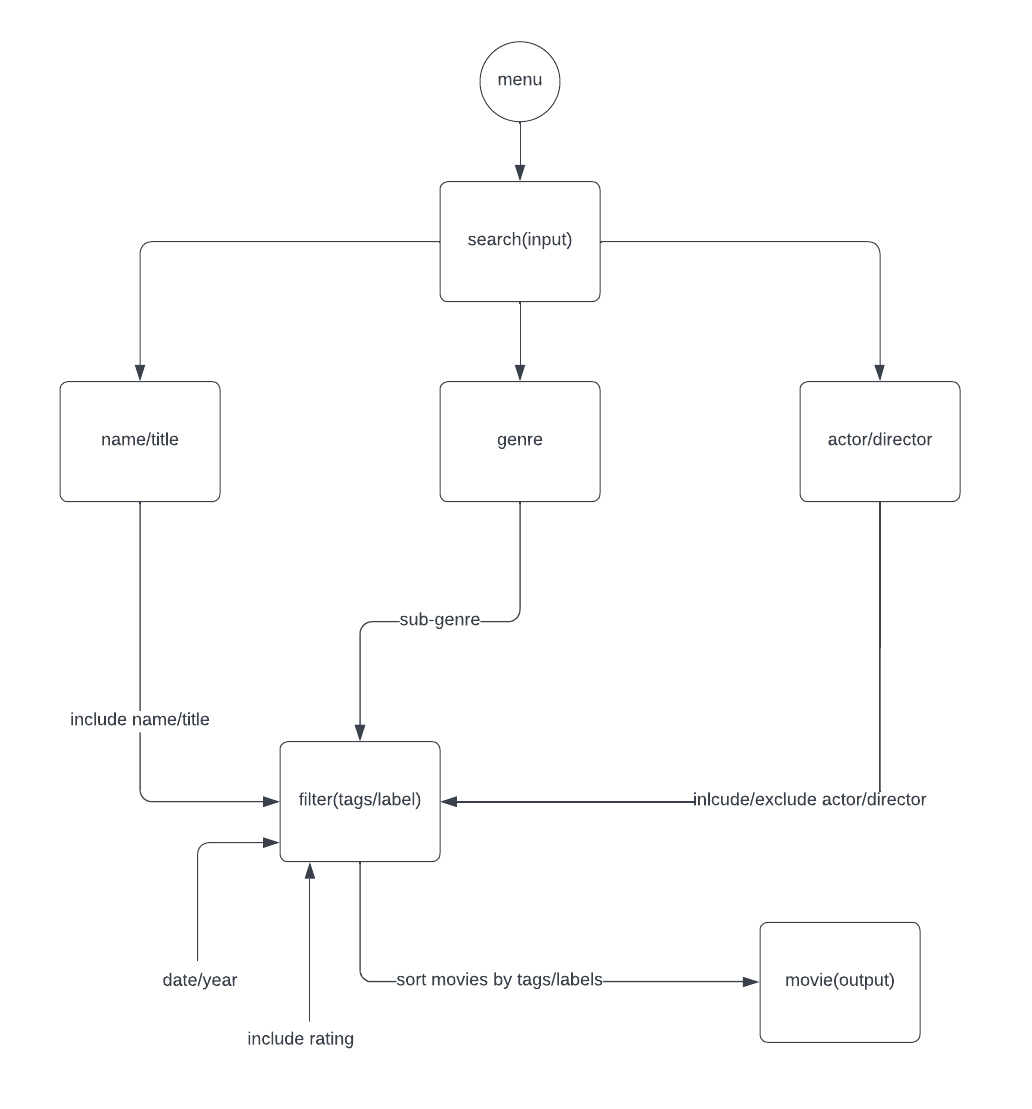 menu
search(input)
name/title
genre
actor/director
sub-genre
include name/title
filter(tags/label)
inlcude/exclude actor/director
date/year
sort movies by tags/labels
movie(output)
include rating